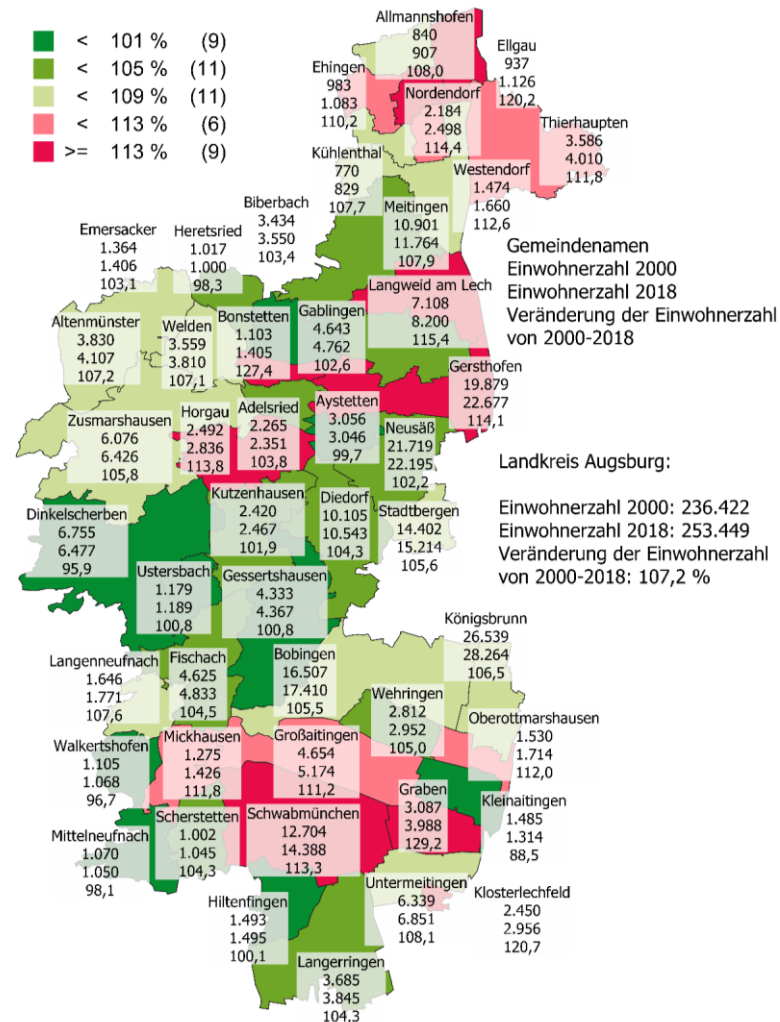 < 101 % (9)
< 105 % (11)
< 109 % (11)
< 113 % (6)
>= 113 % (9)
Allmannshofen
840
907
108,0
Ellgau
937
1.126
120,2
Ehingen
983
1.083
110,2
Nordendorf
2.184
2.498
114,4
Thierhaupten
3.586
4.010
111,8
Kühlenthal
770
829
107,7
Westendorf
1.474
1.660
112,6
Biberbach
3.434
3.550
103,4
Meitingen
10.901
11.764
107,9
Emersacker
1.364
1.406
103,1
Heretsried
1.017
1.000
98,3
Gemeindenamen
Einwohnerzahl 2000
Einwohnerzahl 2018
Veränderung der Einwohnerzahl
von 2000-2018
Langweid am Lech
7.108
8.200
115,4
Altenmünster
3.830
4.107
107,2
Welden
3.559
3.810
107,1
Bonstetten
1.103
1.405
127,4
Gablingen
4.643
4.762
102,6
Gersthofen
19.879
22.677
114,1
Zusmarshausen
6.076
6.426
105,8
Horgau
2.492
2.836
113,8
Adelsried
2.265
2.351
103,8
Aystetten
3.056
3.046
99,7
Neusäß
21.719
22.195
102,2
Landkreis Augsburg:
Einwohnerzahl 2000: 236.422
Einwohnerzahl 2018: 253.449
Veränderung der Einwohnerzahl
von 2000-2018: 107,2 %
Dinkelscherben
6.755
6.477
95,9
Kutzenhausen
2.420
2.467
101,9
Diedorf
10.105
10.543
104,3
Stadtbergen
14.402
15.214
105,6
Ustersbach
1.179
1.189
100,8
Gessertshausen
4.333
4.367
100,8
Königsbrunn
26.539
28.264
106,5
Langenneufnach
1.646
1.771
107,6
Fischach
4.625
4.833
104,5
Bobingen
16.507
17.410
105,5
Wehringen
2.812
2.952
105,0
Oberottmarshausen
1.530
1.714
112,0
Walkertshofen
1.105
1.068
96,7
Mickhausen
1.275
1.426
111,8
Großaitingen
4.654
5.174
111,2
Graben
3.087
3.988
129,2
Kleinaitingen
1.485
1.314
88,5
Mittelneufnach
1.070
1.050
98,1
Scherstetten
1.002
1.045
104,3
Schwabmünchen
12.704
14.388
113,3
Hiltenfingen
1.493
1.495
100,1
Untermeitingen
6.339
6.851
108,1
Klosterlechfeld
2.450
2.956
120,7
Langerringen
3.685
3.845
104,3